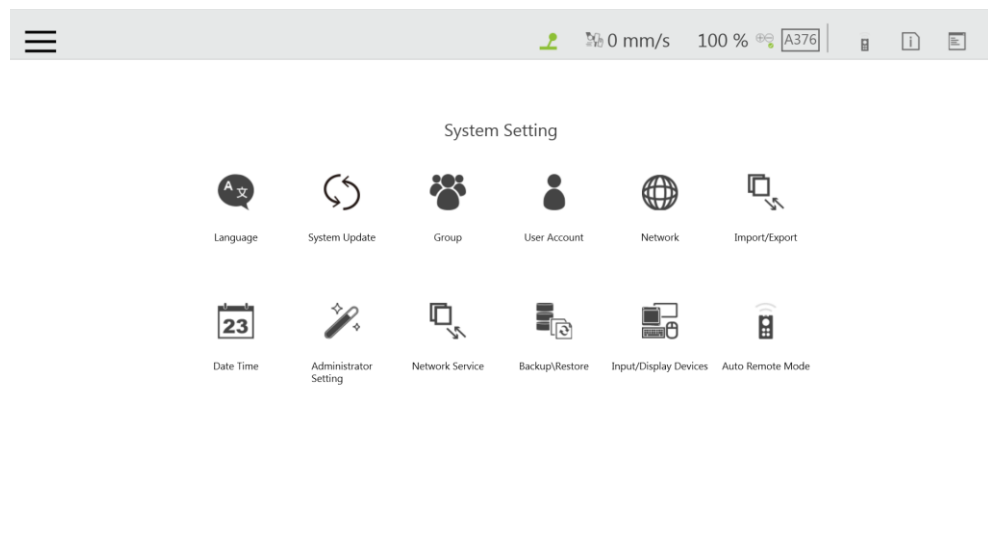 0 mm/s 100 % A376
System Setting
A 文
Language System Update Group User Account Network Import/Export
23
Date Time Administrator Setting Network Service Backup\Restore Input/Display Devices Auto Remote Mode